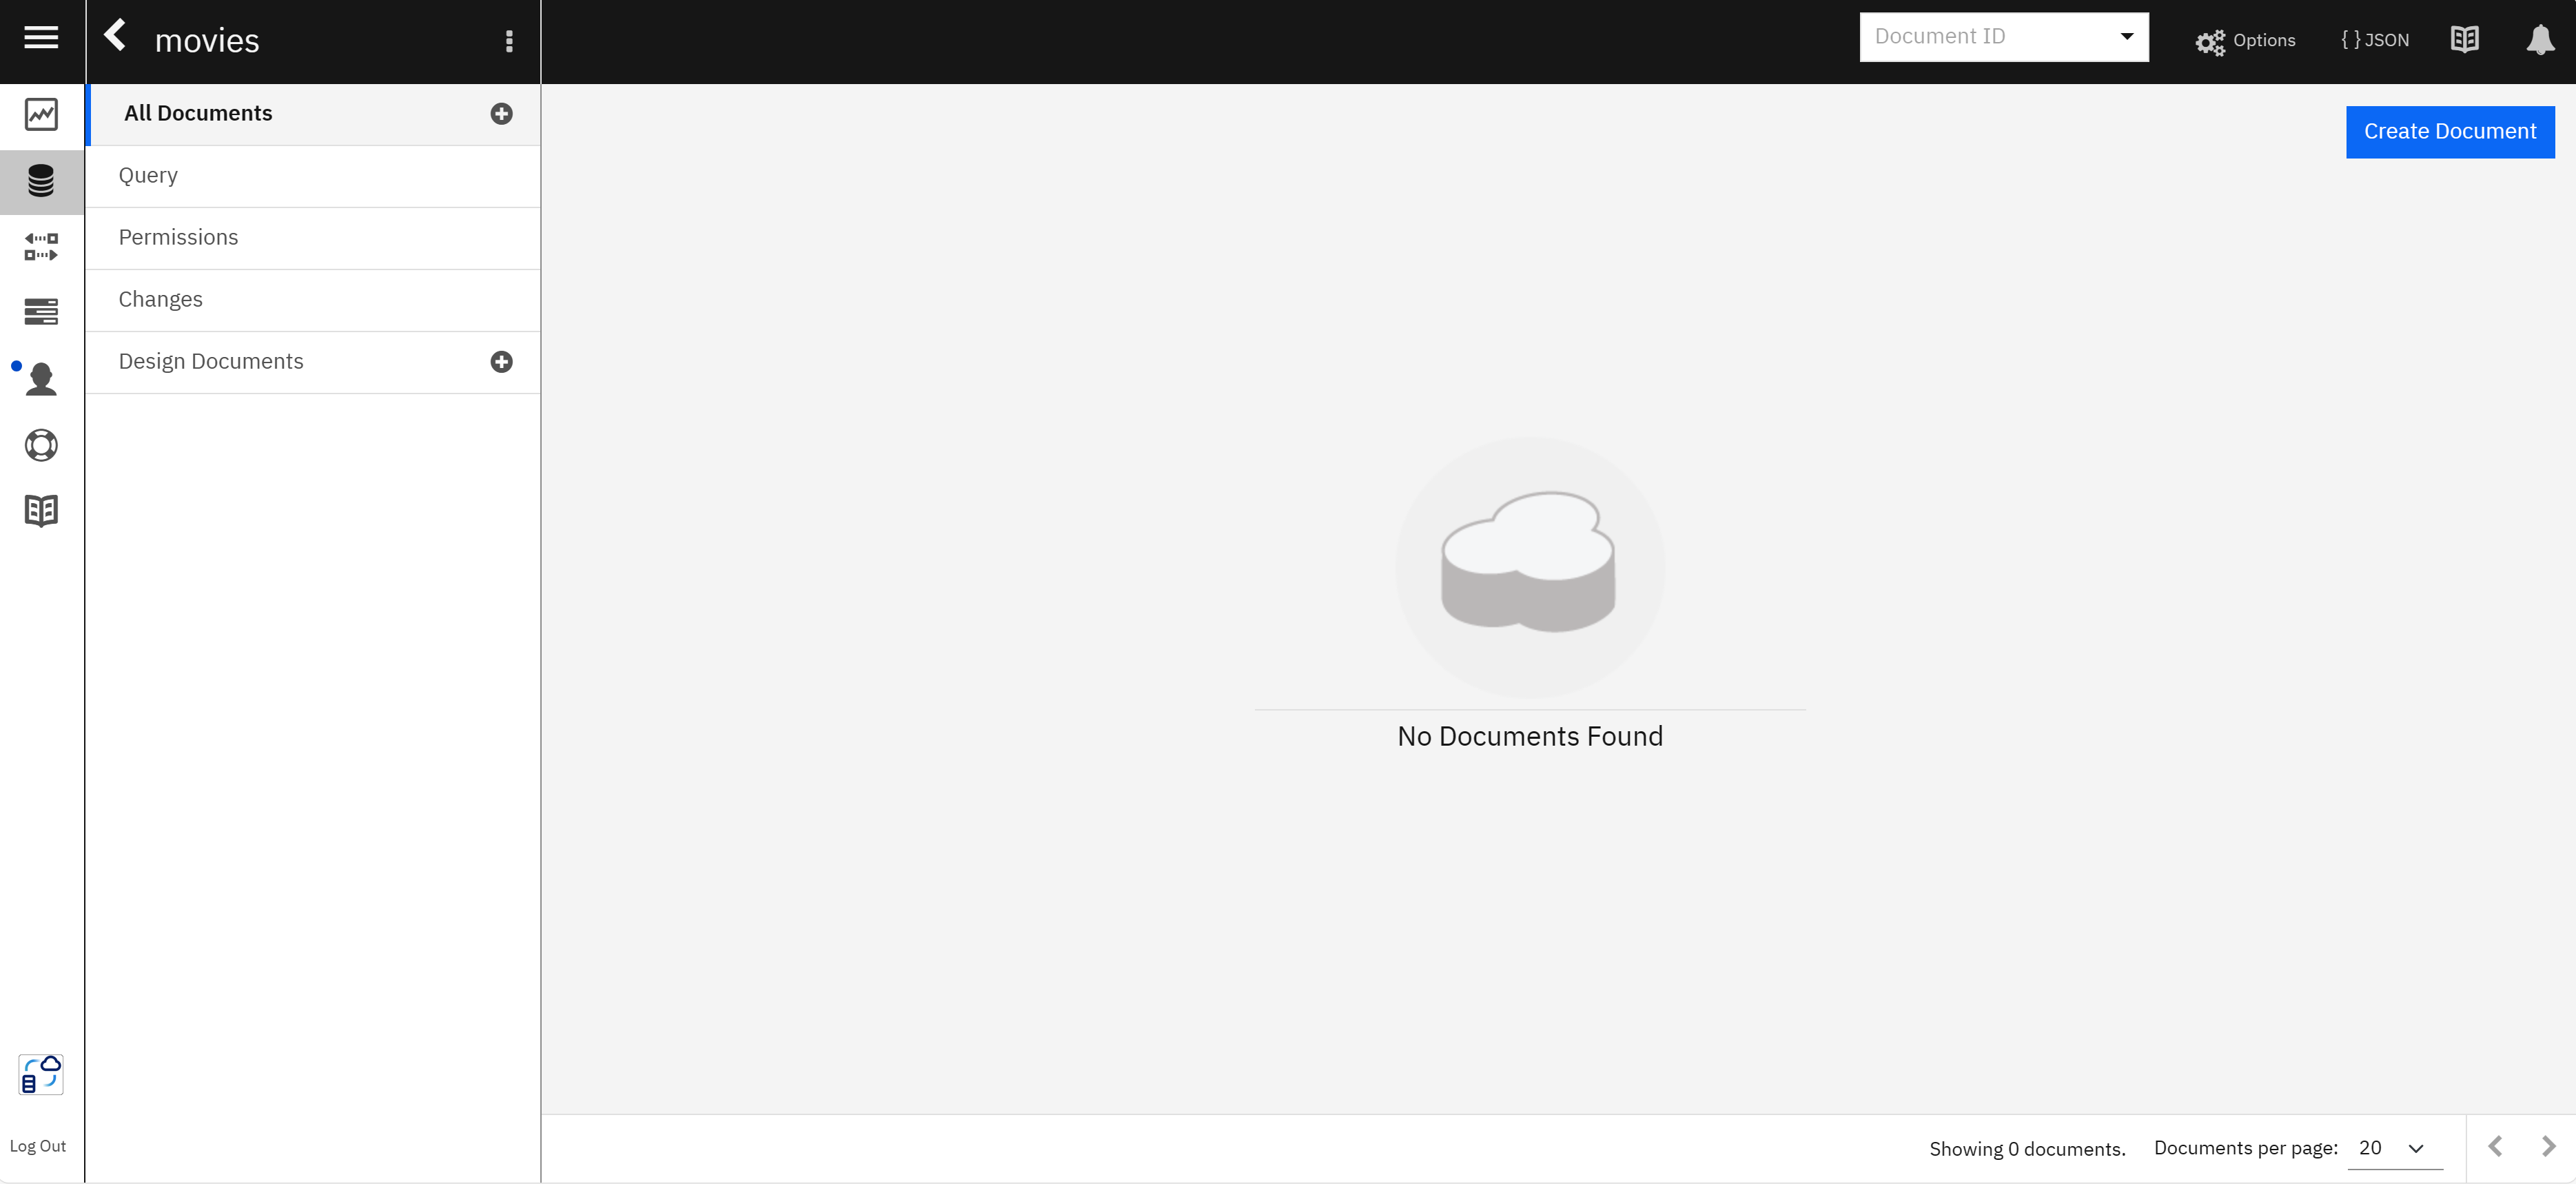 movies
Document ID
Options
{ } JSON
All Documents
Create Document
Query
Permissions
Changes
Design Documents
No Documents Found
Log Out
Showing 0 documents. Documents per page: 20